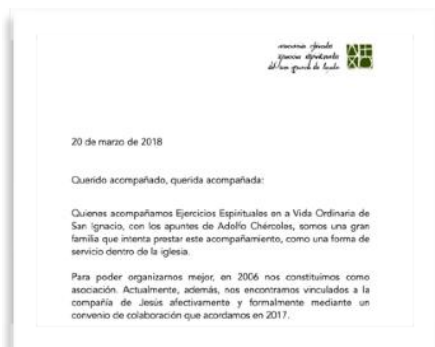 20 de marzo de 2018
Querido acompañado, querida acompañada:
Quienes acompañamos Ejercicios Espirituales en a Vida Ordinaria de
San Ignacio, con los apuntes de Adolfo Chércoles, somos una gran
familia que intenta prestar este acompañamiento, como una forma de
servicio dentro de la iglesia.
Para poder organizarnos mejor, en 2006 nos constituimos como
asociación. Actualmente, además, nos encontramos vinculados a la
compañía de Jesús afectivamente y formalmente mediante un
convenio de colaboración que acordamos en 2017.